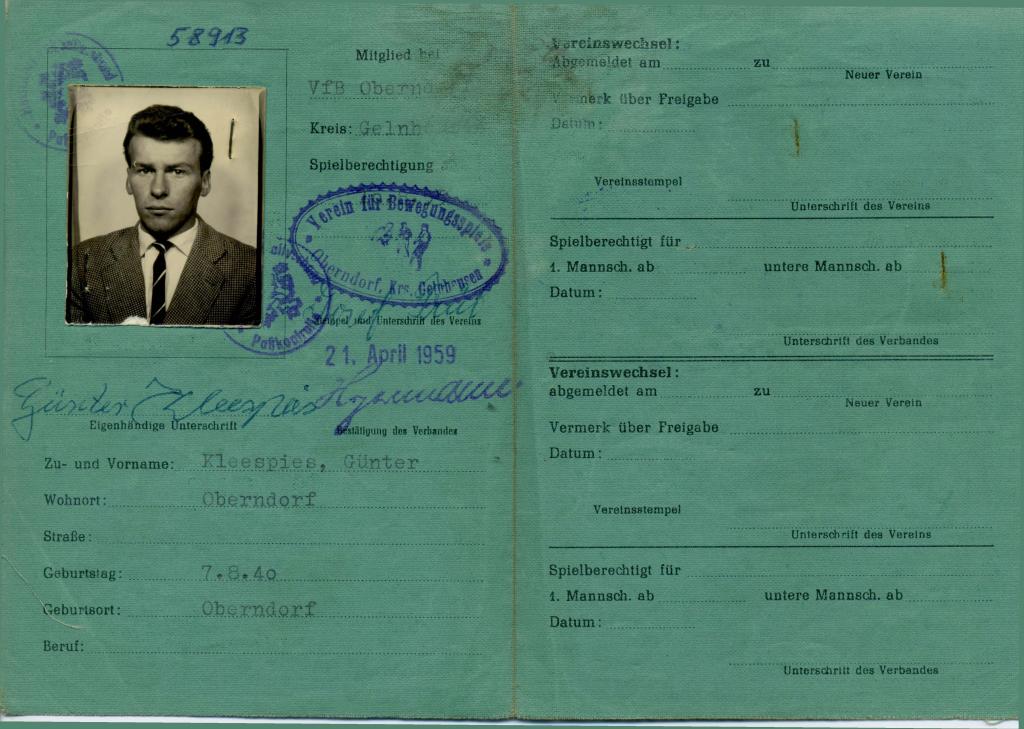 58913
Mitglied bei
VfB Obernd
Kreis: Gelnh
Spielberechtigung
Verein für Bewegungsspiele
Oberndorf, Krs. Gelnhausen
Paßkontrolle
Stempel und Unterschrift des Vereins
21. April 1959
Günter Kleespies
Eigenhändige Unterschrift
Bestätigung des Verbandes
Zu- und Vorname: Kleespies, Günter
Wohnort: Oberndorf
Straße:
Geburtstag: 7.8.40
Geburtsort: Oberndorf
Beruf:
Vereinswechsel:
Abgemeldet am zu
Neuer Verein
Vermerk über Freigabe
Datum:
Vereinsstempel
Unterschrift des Vereins
Spielberechtigt für
1. Mannsch. ab untere Mannsch. ab
Datum:
Unterschrift des Verbandes
Vereinswechsel:
abgemeldet am zu
Neuer Verein
Vermerk über Freigabe
Datum:
Vereinsstempel
Unterschrift des Vereins
Spielberechtigt für
1. Mannsch. ab untere Mannsch. ab
Datum:
Unterschrift des Verbandes